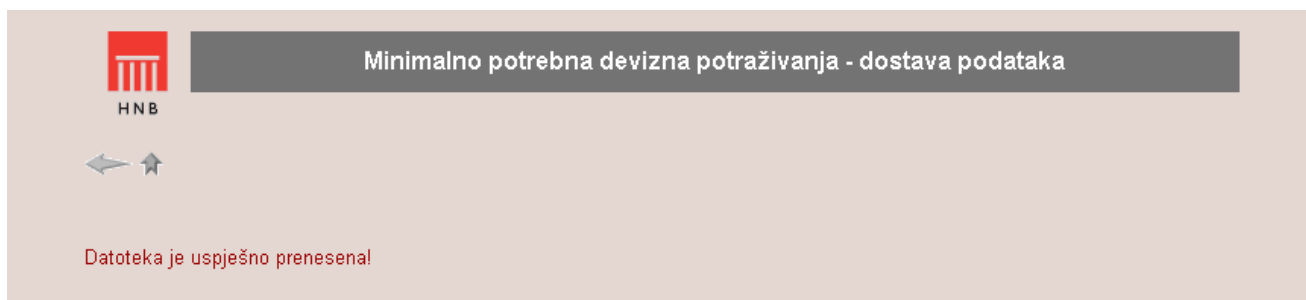 Minimalno potrebna devizna potraživanja - dostava podataka
HNB
Datoteka je uspješno prenesena!